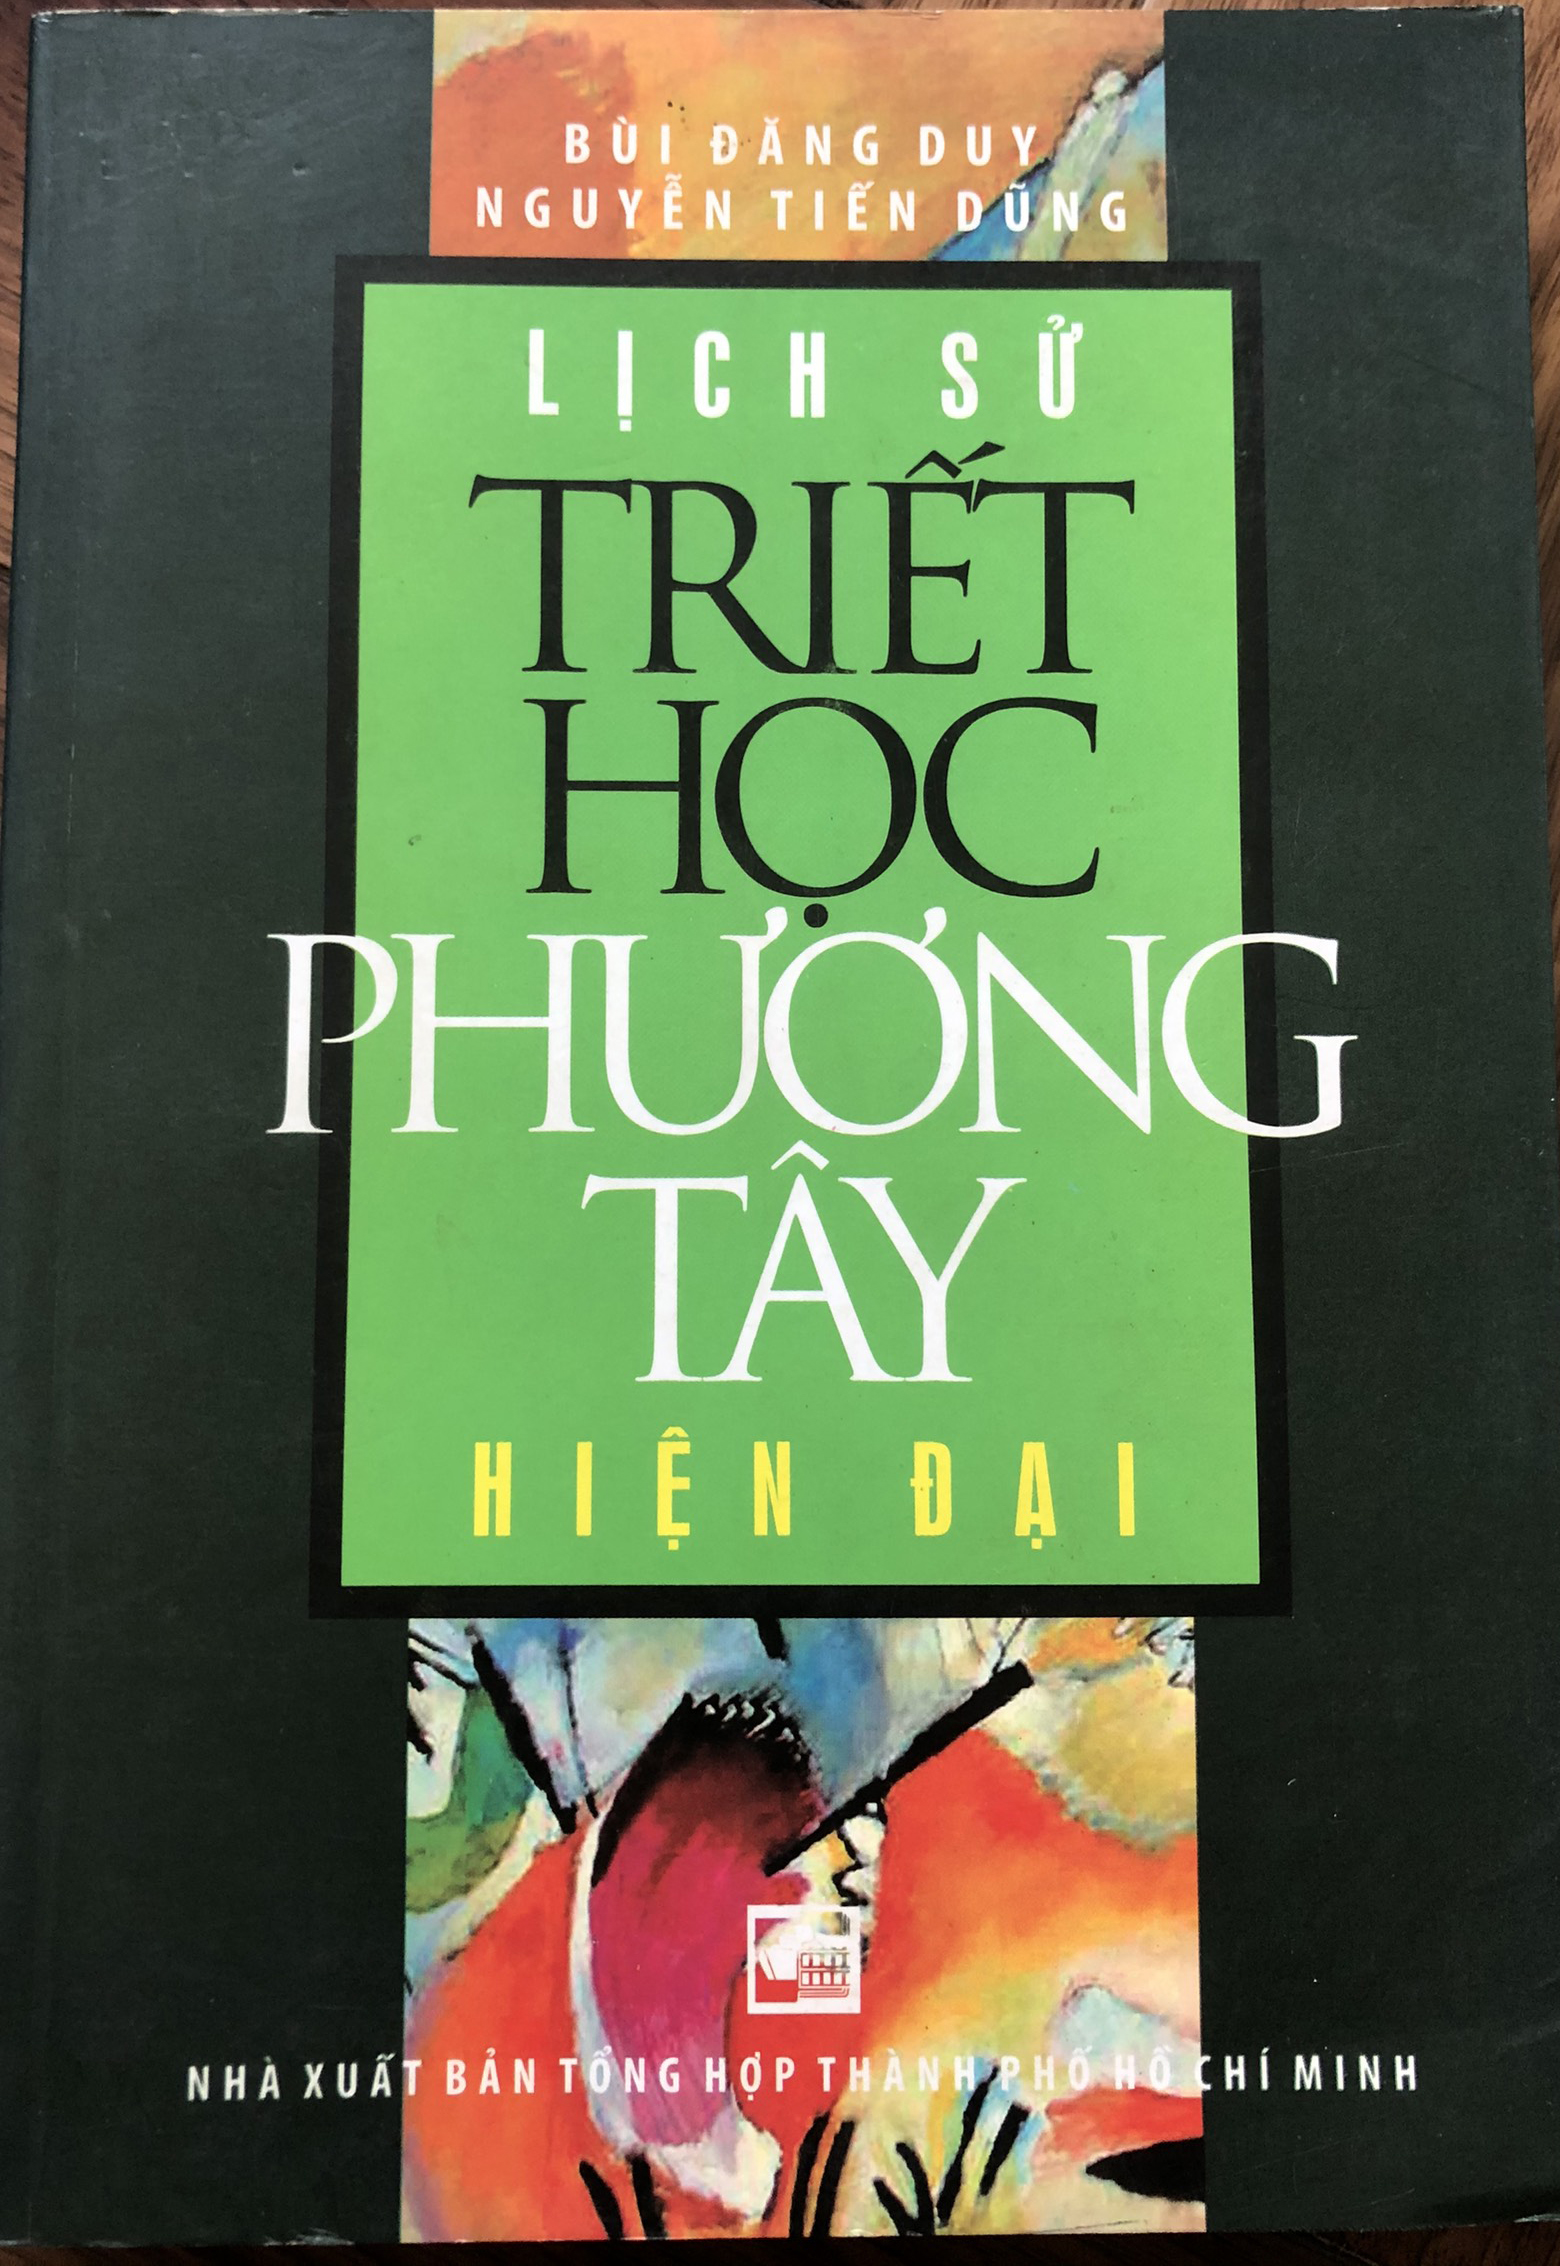 BÙI ĐĂNG DUY
NGUYỄN TIẾN DŨNG
LỊCH SỬ
TRIẾT
HỌC
PHƯƠNG
TÂY
HIỆN ĐẠI
NHÀ XUẤT BẢN TỔNG HỢP THÀNH PHỐ HỒ CHÍ MINH